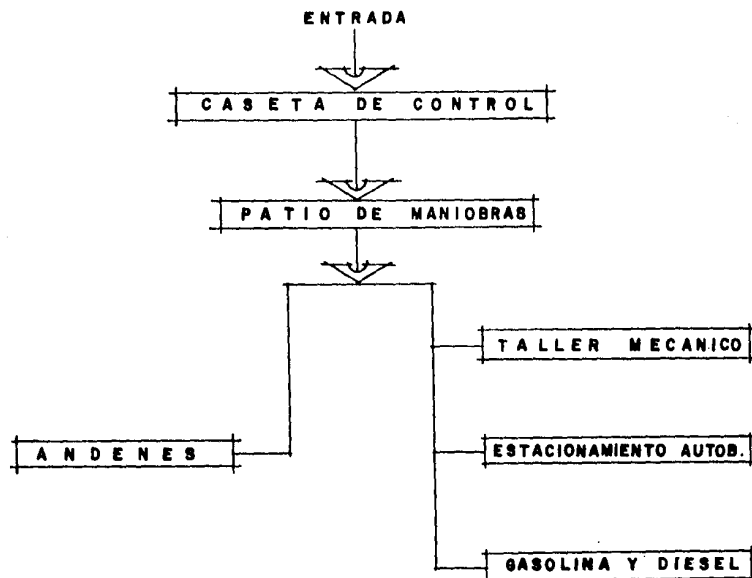 ENTRADA
CASETA DE CONTROL
PATIO DE MANIOBRAS
TALLER MECANICO
ANDENES
ESTACIONAMIENTO AUTOB.
GASOLINA Y DIESEL